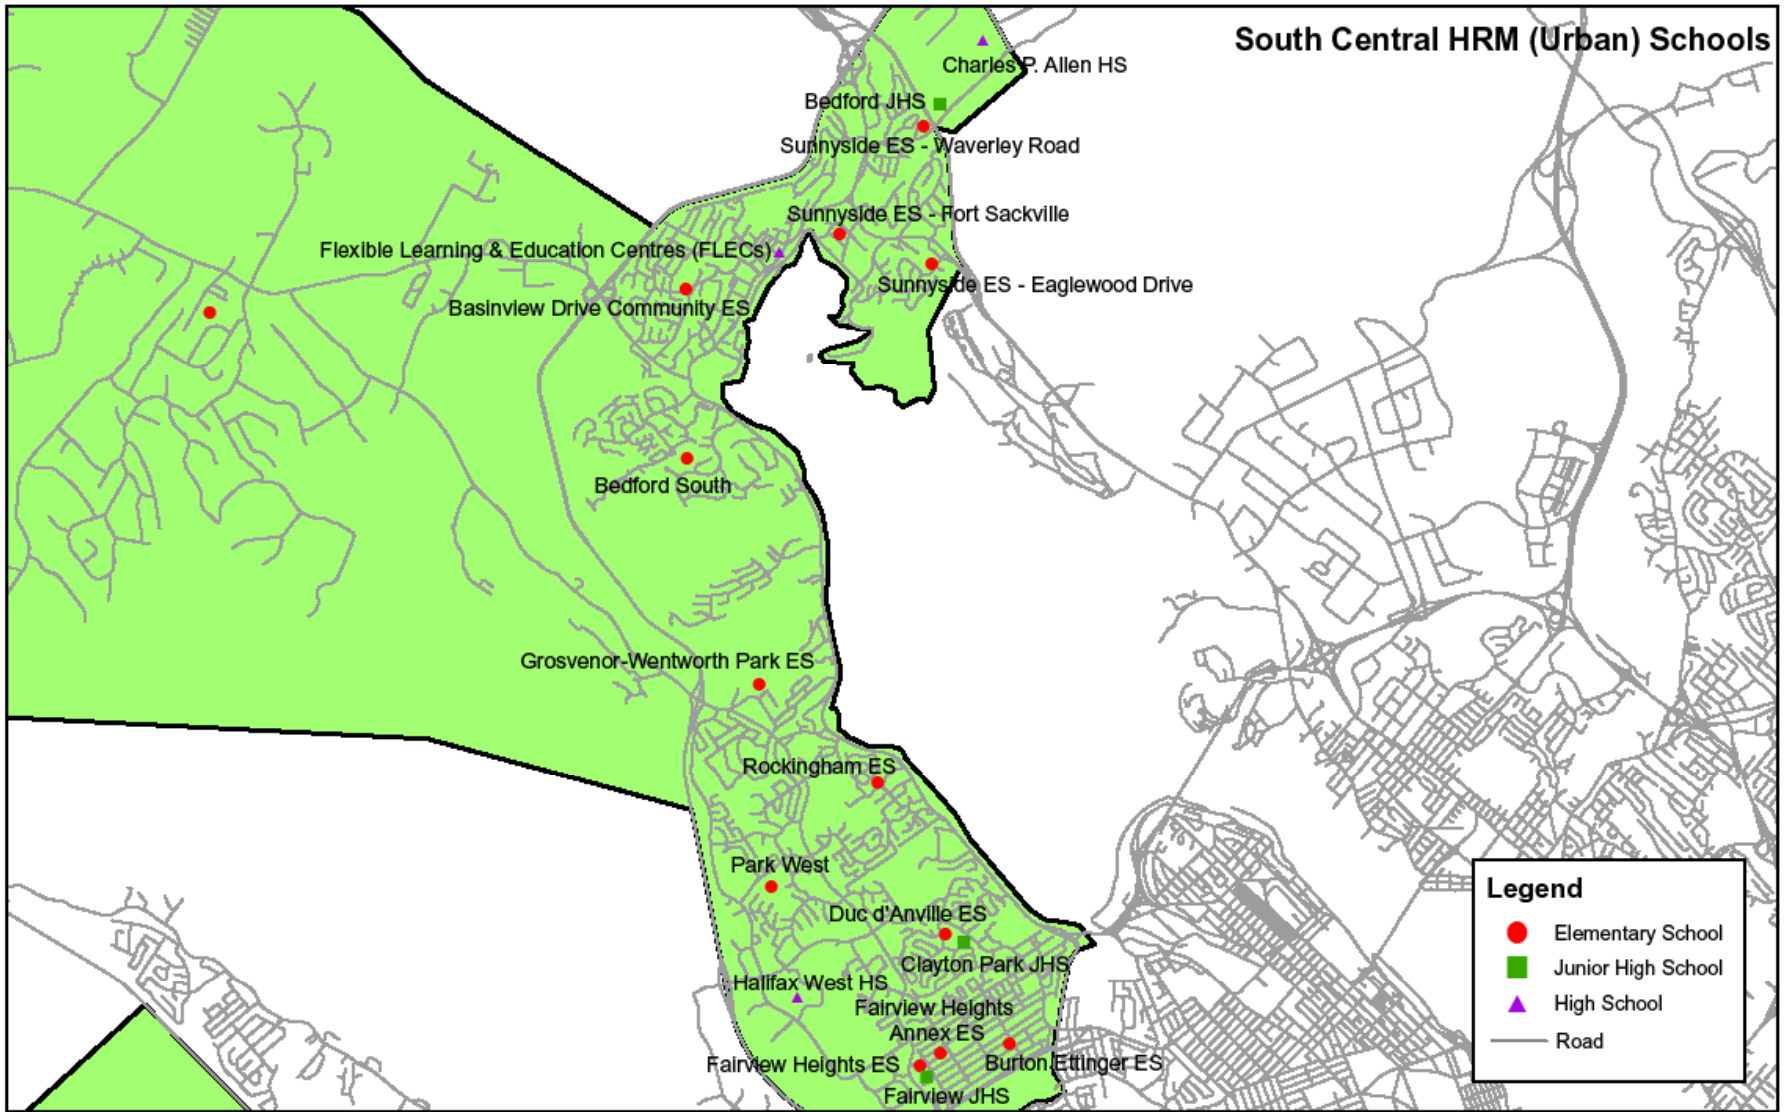 South Central HRM (Urban) Schools
Charles P. Allen HS
Bedford JHS
Sunnyside ES - Waverley Road
Sunnyside ES - Fort Sackville
Flexible Learning & Education Centres (FLECs)
Sunnyside ES - Eaglewood Drive
Basinview Drive Community ES
Bedford South
Grosvenor-Wentworth Park ES
Rockingham ES
Park West
Duc d'Anville ES
Clayton Park JHS
Halifax West HS
Fairview Heights
Annex ES
Fairview Heights ES
Burton Ettinger ES
Fairview JHS
Legend
Elementary School
Junior High School
High School
Road